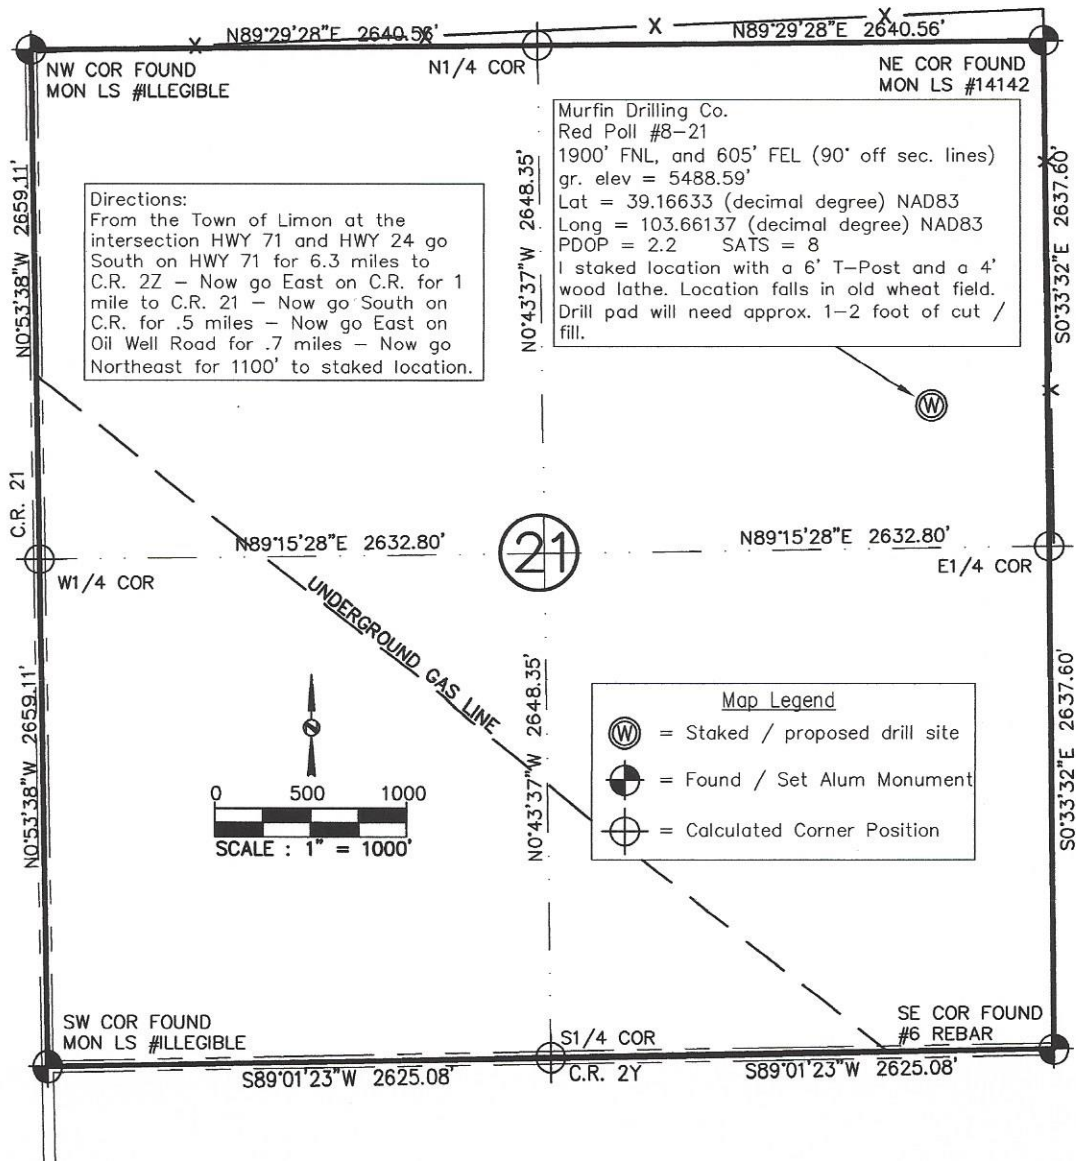 N89°29'28"E 2640.56'
N89°29'28"E 2640.56'
NW COR FOUND
MON LS #ILLEGIBLE
N1/4 COR
NE COR FOUND
MON LS #14142
Murfin Drilling Co.
Red Poll #8-21
1900' FNL, and 605' FEL (90° off sec. lines)
gr. elev = 5488.59'
Lat = 39.16633 (decimal degree) NAD83
Long = 103.66137 (decimal degree) NAD83
PDOP = 2.2 SATS = 8
I staked location with a 6' T-Post and a 4'
wood lathe. Location falls in old wheat field.
Drill pad will need approx. 1-2 foot of cut /
fill.
Directions:
From the Town of Limon at the
intersection HWY 71 and HWY 24 go
South on HWY 71 for 6.3 miles to
C.R. 2Z - Now go East on C.R. for 1
mile to C.R. 21 - Now go South on
C.R. for .5 miles - Now go East on
Oil Well Road for .7 miles - Now go
Northeast for 1100' to staked location.
N0°53'38"W 2659.11'
N0°43'37"W 2648.35'
S0°33'32"E 2637.60'
W
C.R. 21
N89°15'28"E 2632.80'
21
N89°15'28"E 2632.80'
W1/4 COR
E1/4 COR
UNDERGROUND GAS LINE
N0°53'38"W 2659.11'
N0°43'37"W 2648.35'
S0°33'32"E 2637.60'
N
0 500 1000
SCALE : 1" = 1000'
Map Legend
W = Staked / proposed drill site
= Found / Set Alum Monument
= Calculated Corner Position
SW COR FOUND
MON LS #ILLEGIBLE
S1/4 COR
SE COR FOUND
#6 REBAR
S89°01'23"W 2625.08'
C.R. 2Y
S89°01'23"W 2625.08'